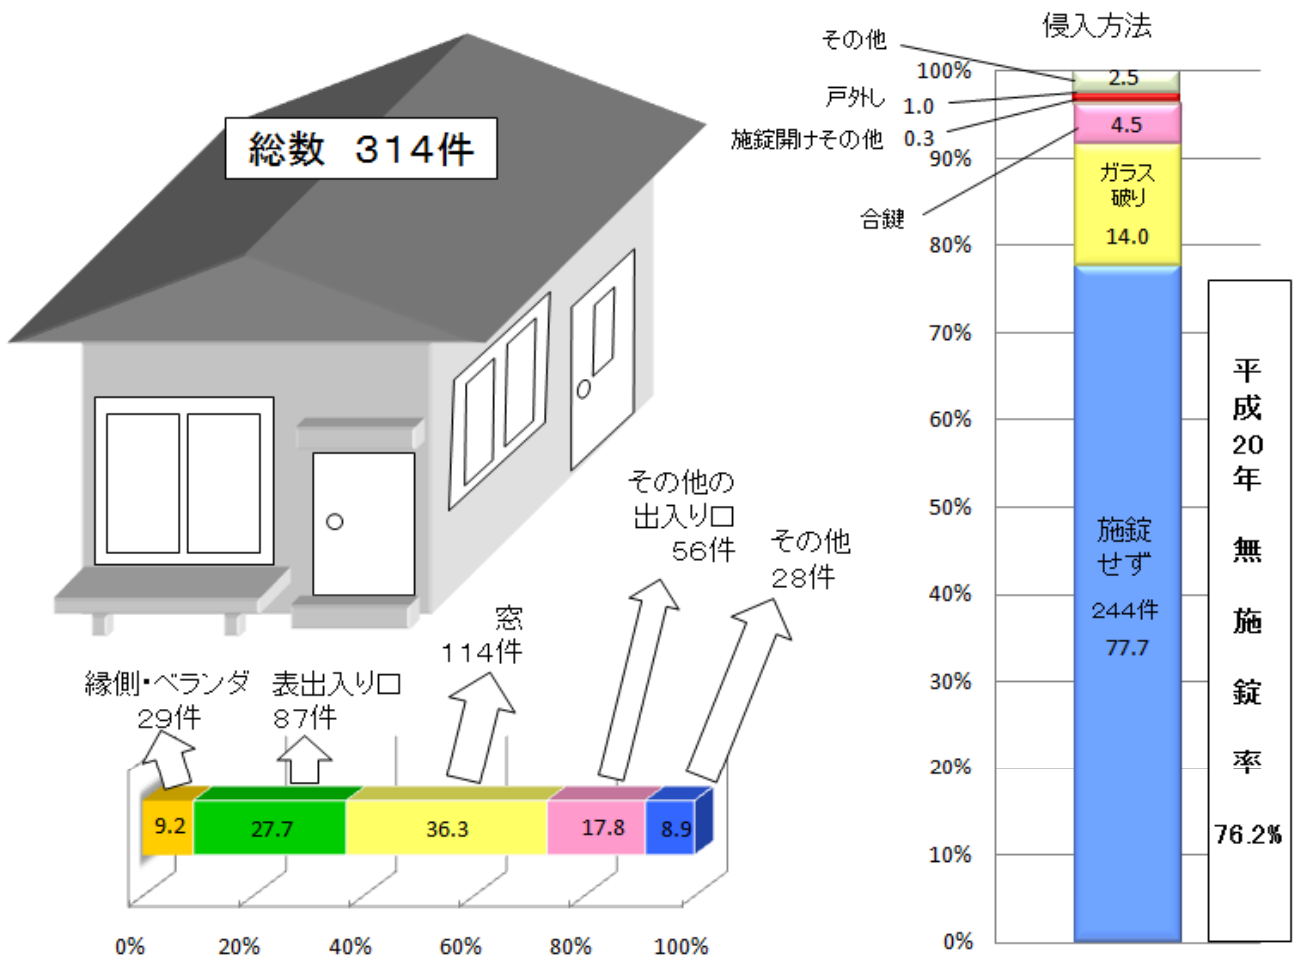 総数　314件
縁側・ベランダ
29件
表出入り口
87件
窓
114件
その他の
出入り口
56件
その他
28件
9.2
27.7
36.3
17.8
8.9
0%
20%
40%
60%
80%
100%
侵入方法
その他
戸外し 1.0
施錠開けその他 0.3
合鍵
100%
90%
80%
70%
60%
50%
40%
30%
20%
10%
0%
2.5
4.5
ガラス
破り
14.0
施錠
せず
244件
77.7
平成20年　無施錠率 76.2%